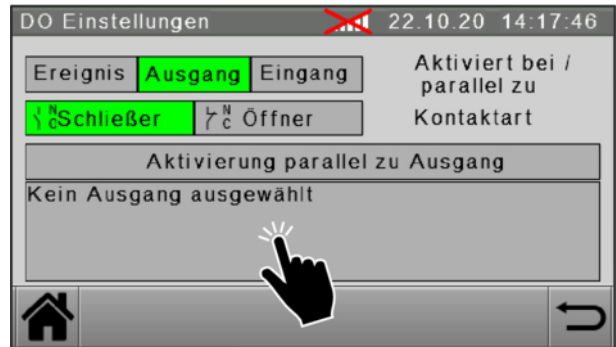 DO Einstellungen 22.10.20 14:17:46
Ereignis Ausgang Eingang Aktiviert bei /
parallel zu
N
C Schließer N
C Öffner Kontaktart
Aktivierung parallel zu Ausgang
Kein Ausgang ausgewählt